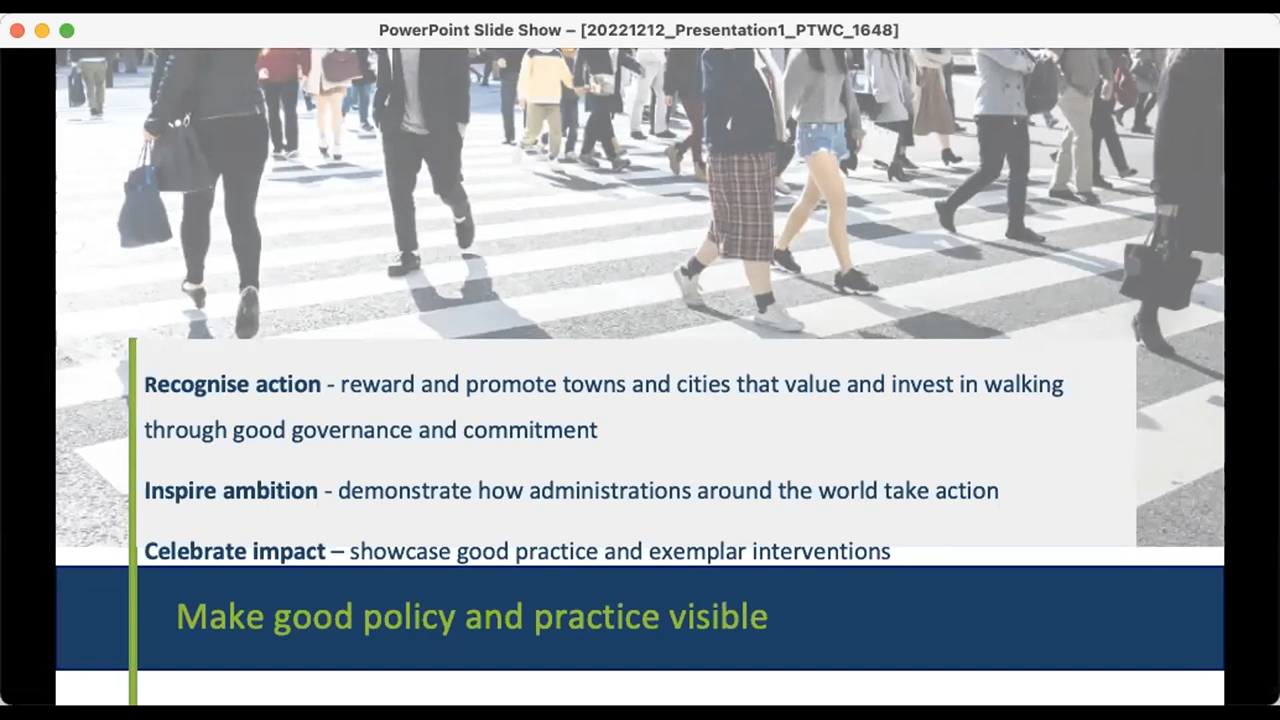 PowerPoint Slide Show – [20221212_Presentation1_PTWC_1648]
Recognise action - reward and promote towns and cities that value and invest in walking
through good governance and commitment
Inspire ambition - demonstrate how administrations around the world take action
Celebrate impact – showcase good practice and exemplar interventions
Make good policy and practice visible